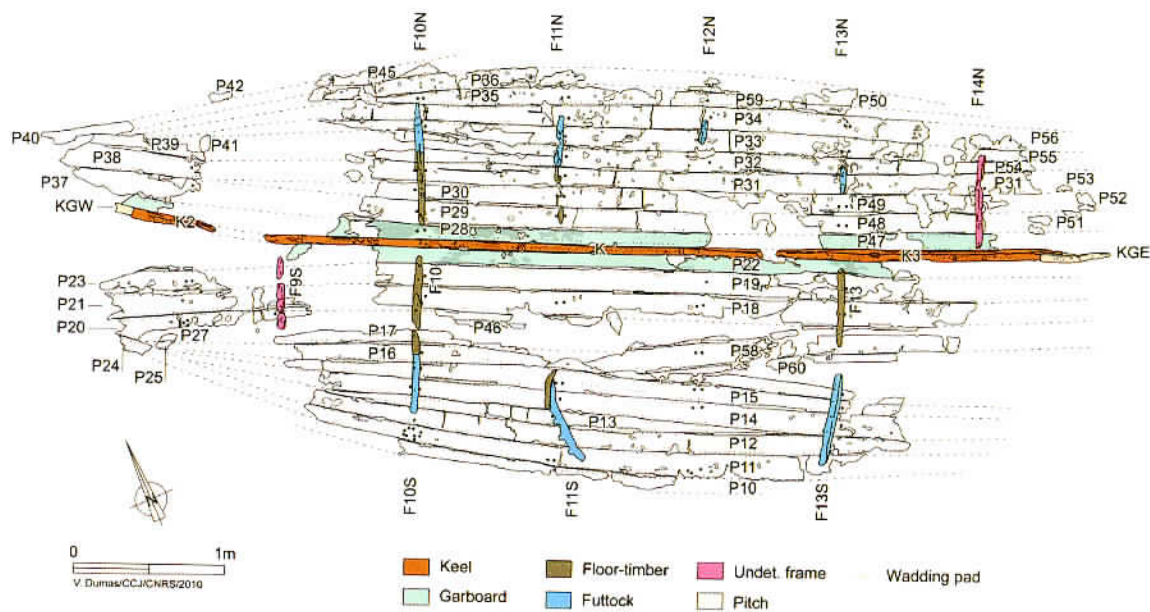 F10N
F11N
F12N
F13N
F14N
P42
P45
P36
P35
P59
P50
P40
P39
P41
P34
P33
P56
P38
P32
P55
P54
P37
P31
P31
P53
P30
P49
P52
KGW
K2
P29
P48
P51
P28
P47
K
K3
KGE
P22
P23
F9S
F10
P19
F13
P21
P18
P20
P27
P46
P17
P24
P16
P58
P25
P60
P15
P13
P14
P12
P11
P10
F10S
F11S
F13S
0 1m
V. Dumas/CCJ/CNRS/2010
Keel Floor-timber Undet. frame Wadding pad
Garboard Futtock Pitch